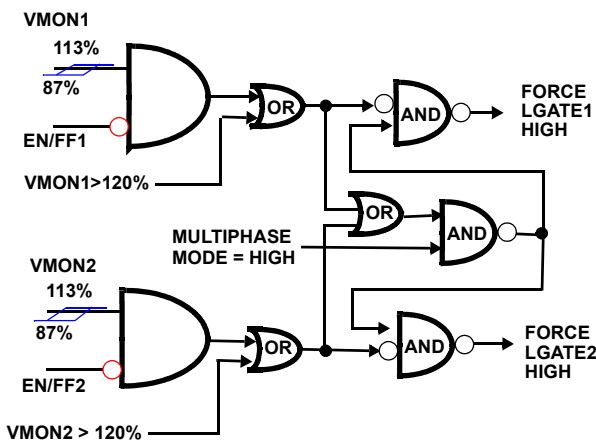 VMON1
113%
87%
EN/FF1
VMON1>120%
OR
AND
FORCE
LGATE1
HIGH
OR
AND
MULTIPHASE
MODE = HIGH
VMON2
113%
87%
EN/FF2
VMON2 > 120%
OR
AND
FORCE
LGATE2
HIGH